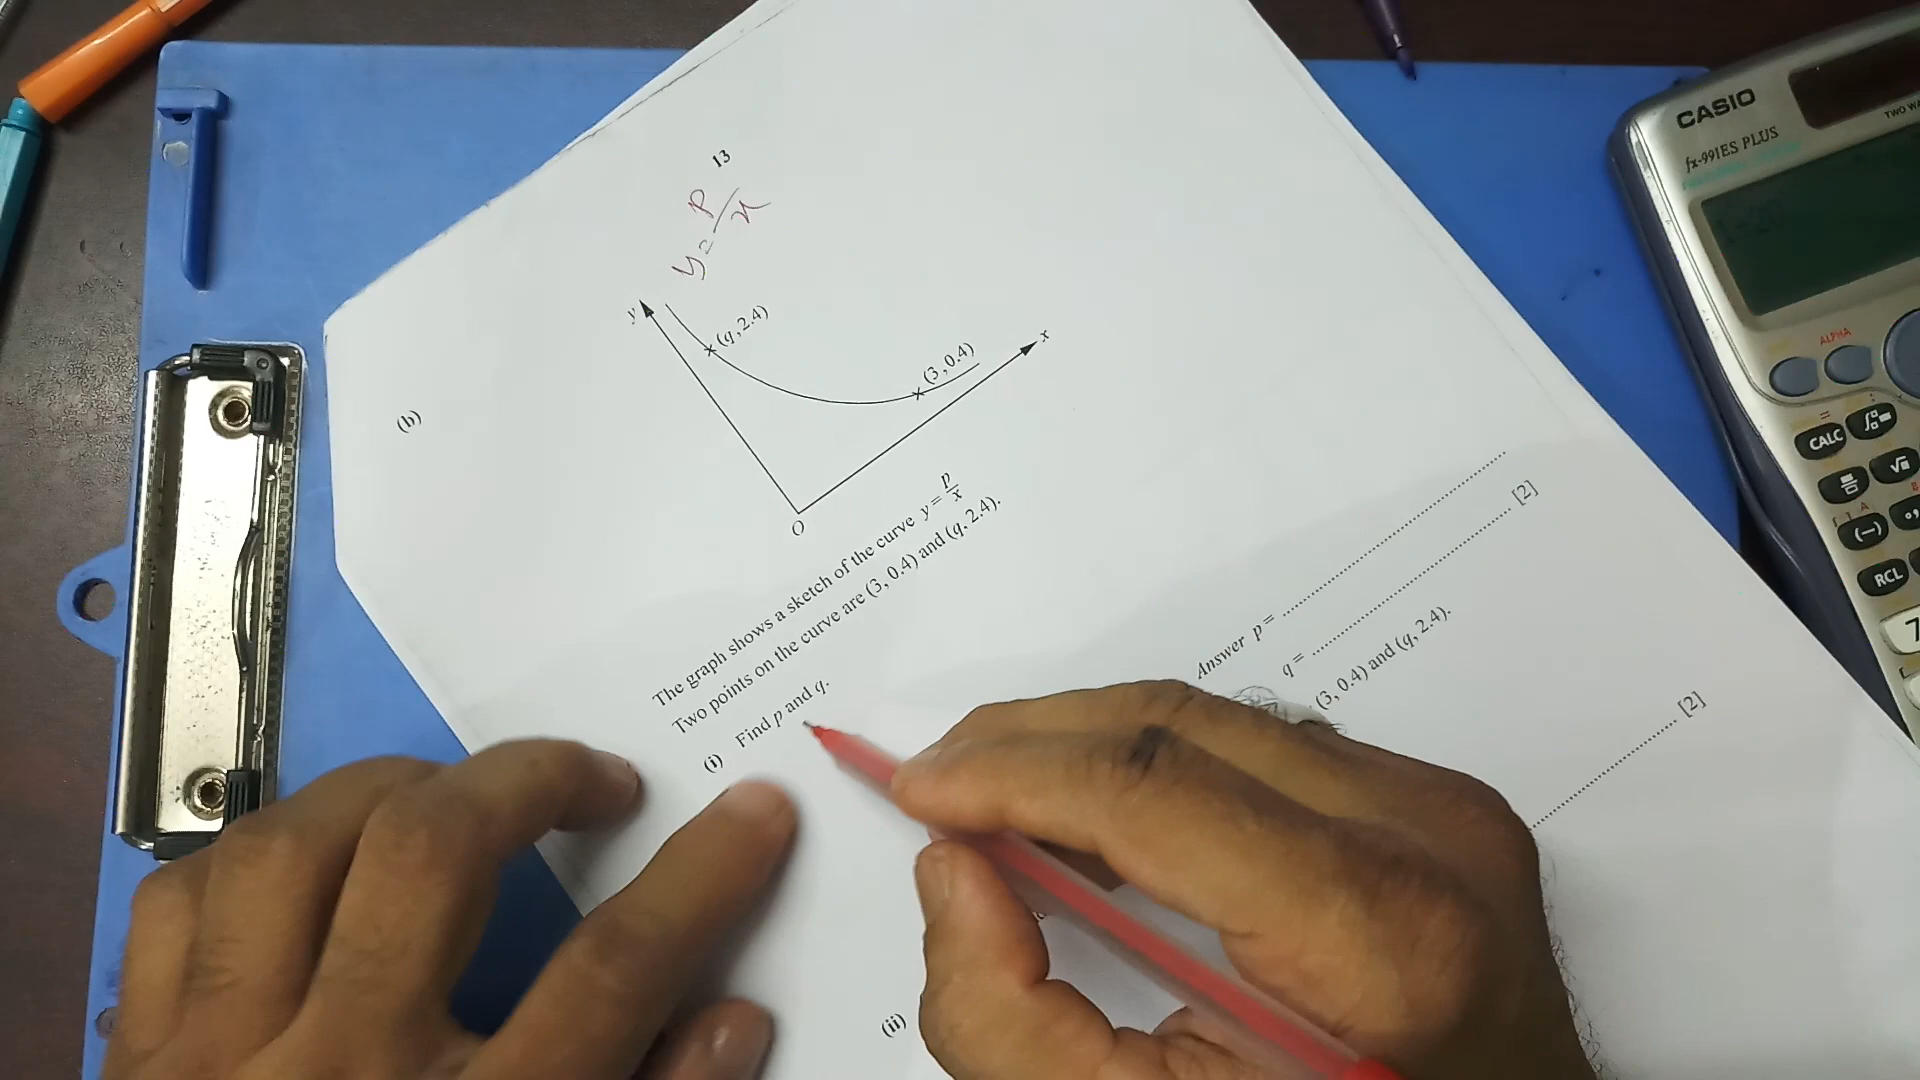 13
y = p/x
y
(q, 2.4)
(3, 0.4)
x
O
(b)
The graph shows a sketch of the curve y = p/x
Two points on the curve are (3, 0.4) and (q, 2.4).
(i) Find p and q.
Answer p = ........................................
q = ........................................ [2]
(3, 0.4) and (q, 2.4).
........................................ [2]
(ii)
CASIO
fx-991ES PLUS
TWO WA
ALPHA
CALC
√
(−)
RCL
7